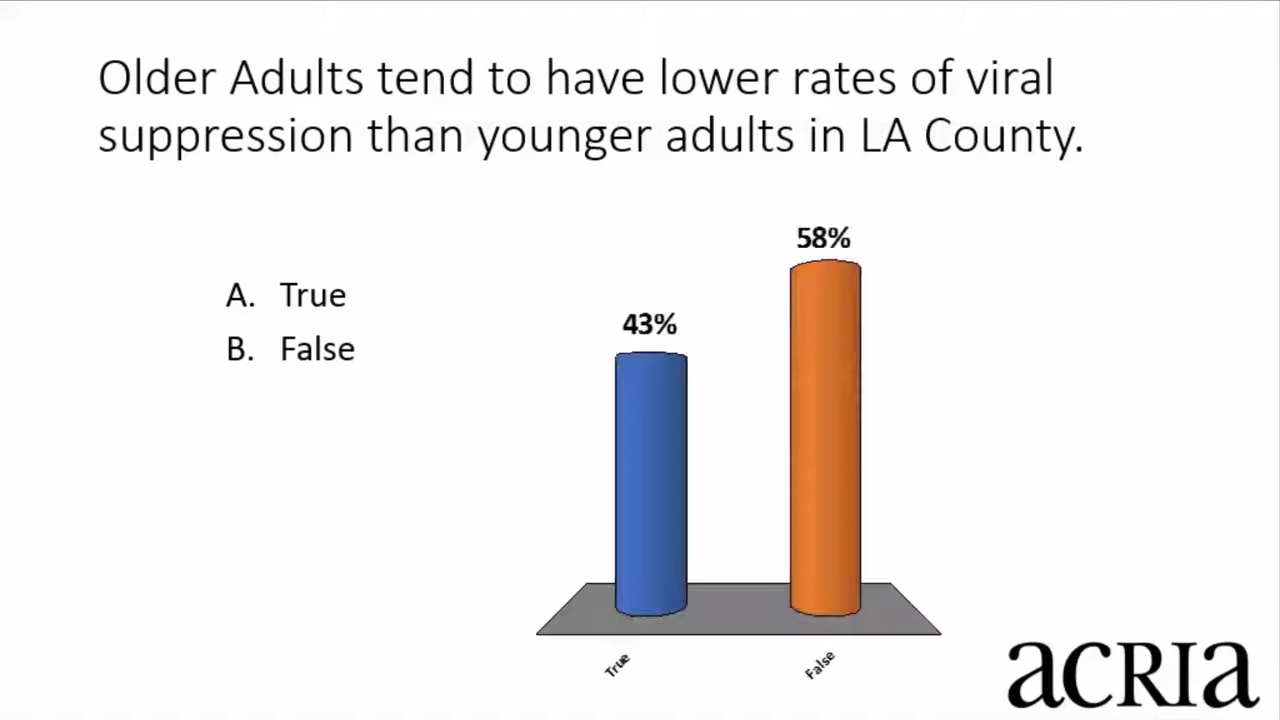 Older Adults tend to have lower rates of viral
suppression than younger adults in LA County.
A. True
B. False
43%
58%
True
False
acria